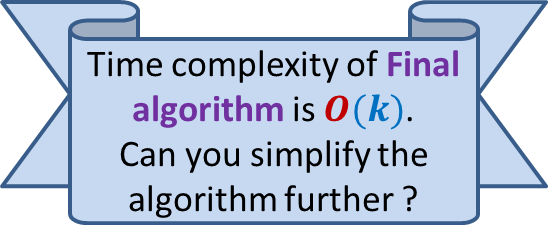 Time complexity of Final
algorithm is O(k).
Can you simplify the
algorithm further ?